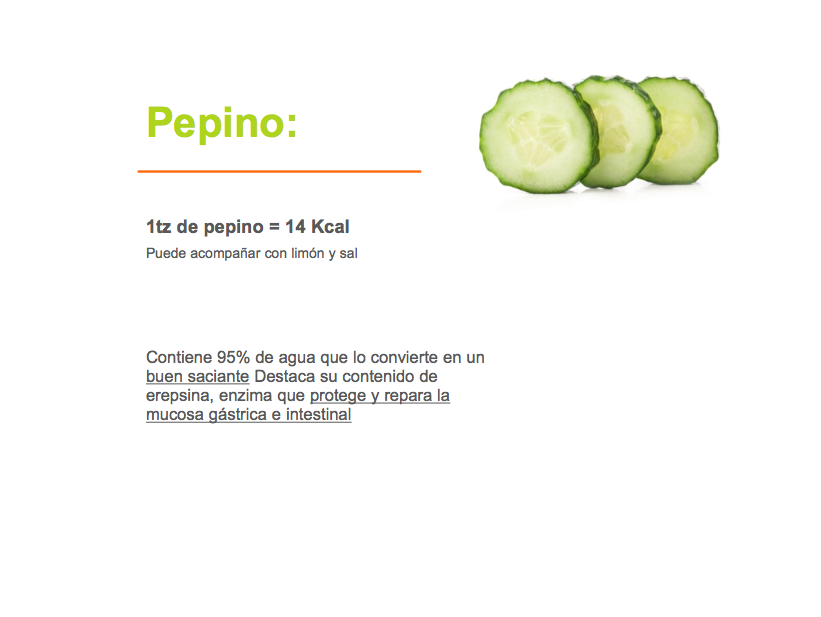 Pepino:
1tz de pepino = 14 Kcal
Puede acompañar con limón y sal
Contiene 95% de agua que lo convierte en un
buen saciante Destaca su contenido de
erepsina, enzima que protege y repara la
mucosa gástrica e intestinal